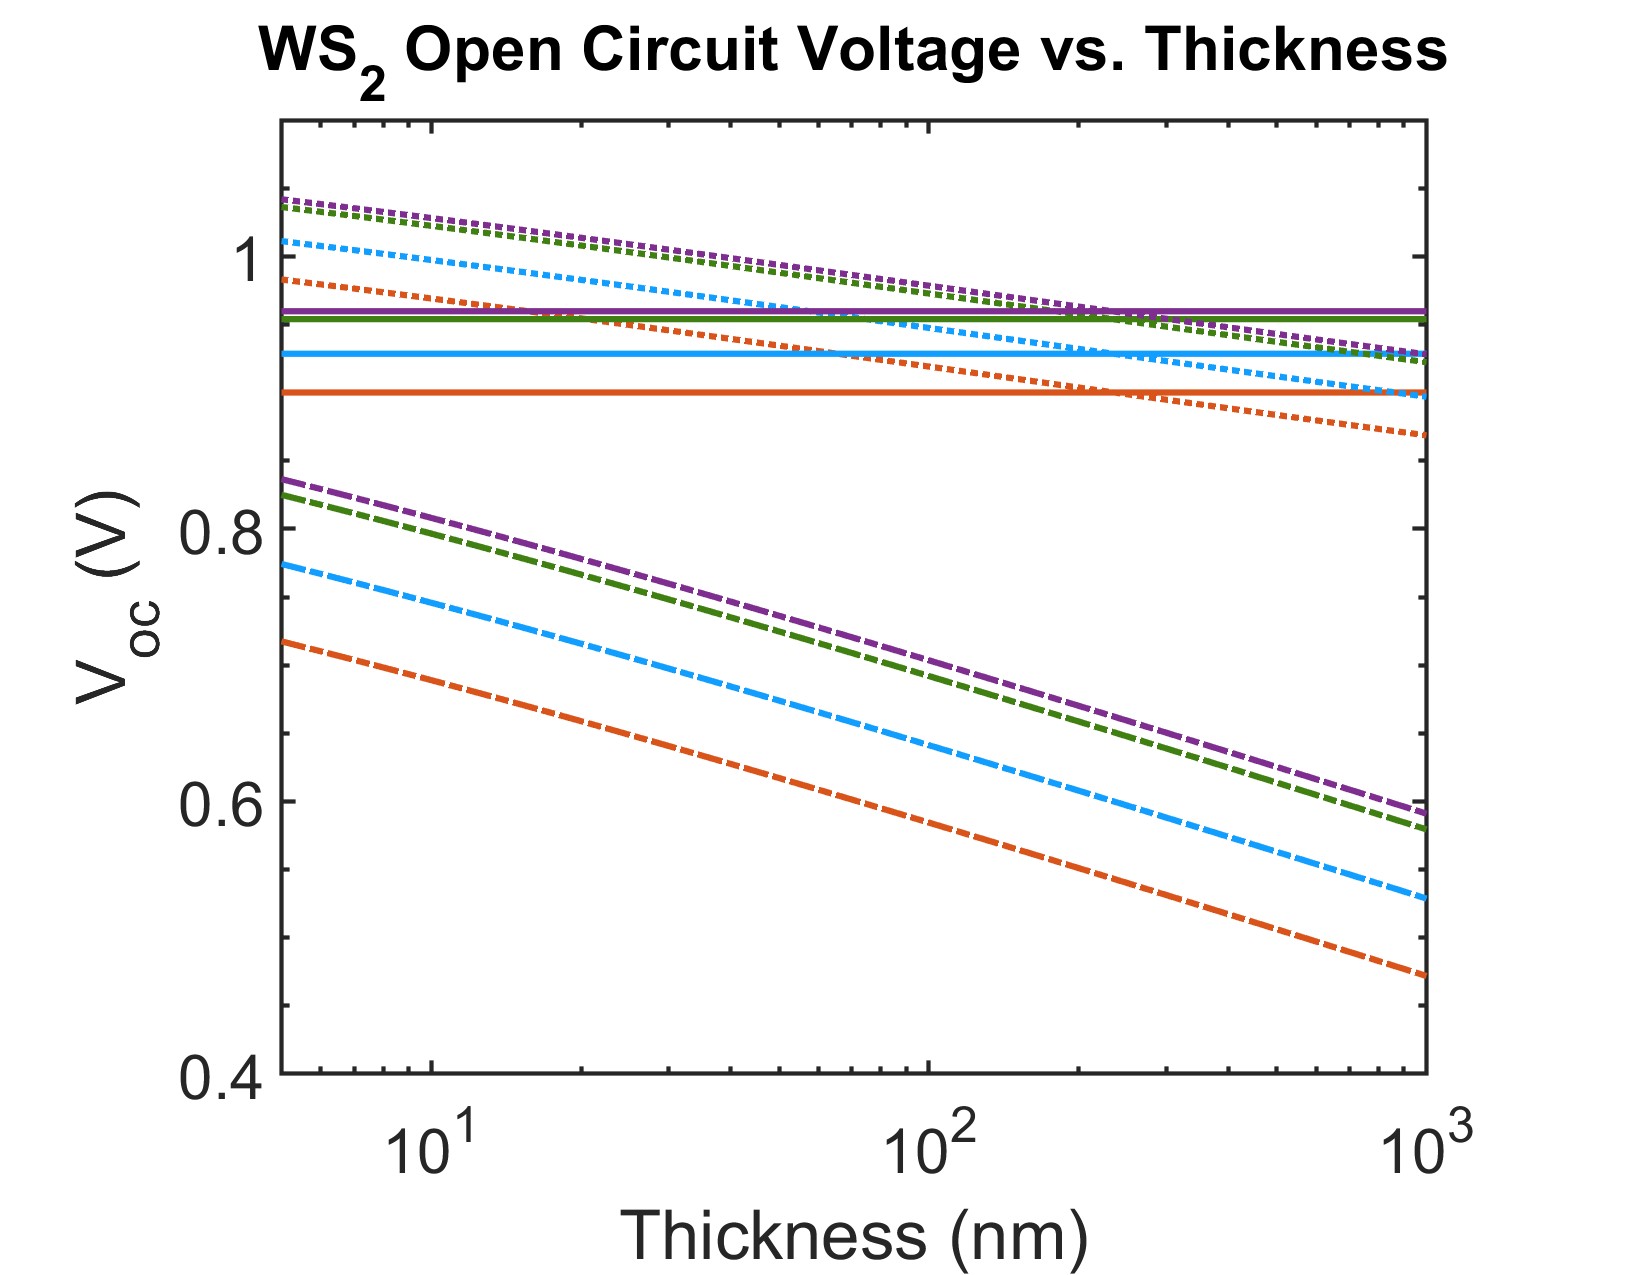 WS2 Open Circuit Voltage vs. Thickness
1
0.8
0.6
0.4
Voc (V)
10^1 10^2 10^3
Thickness (nm)